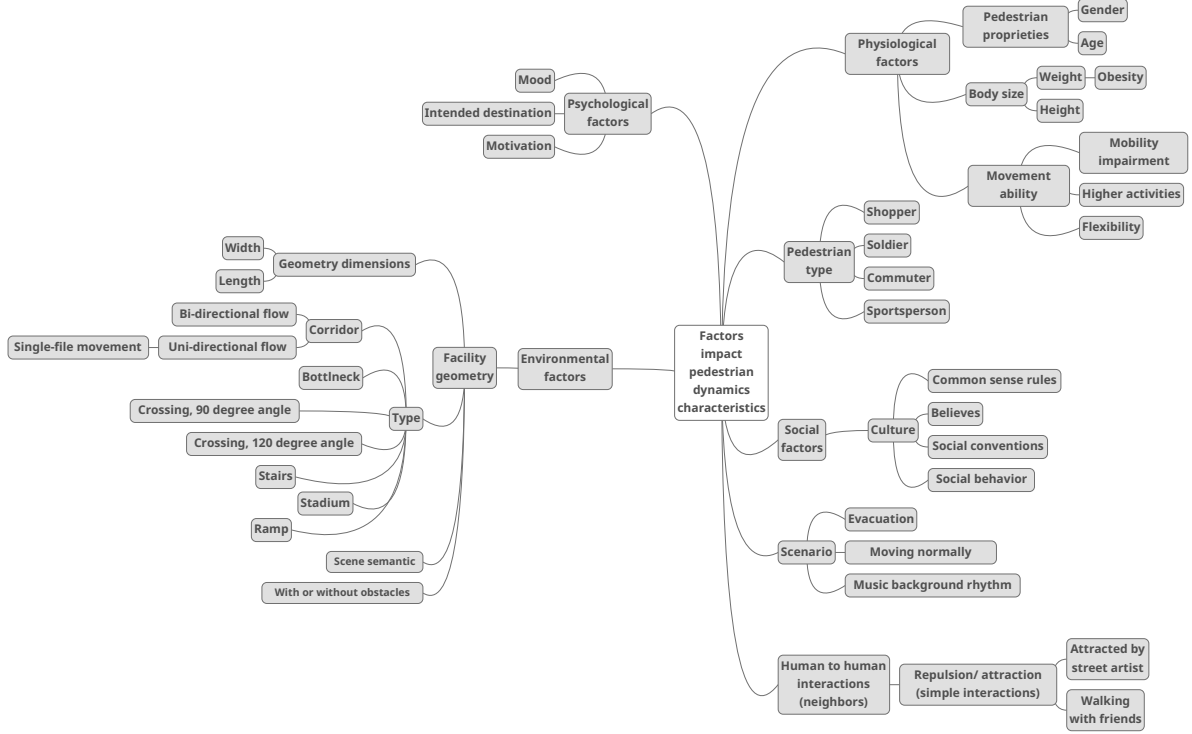 Factors
impact
pedestrian
dynamics
characteristics
Physiological
factors
Pedestrian
proprieties
Gender
Age
Body size
Weight
Obesity
Height
Movement
ability
Mobility
impairment
Higher activities
Flexibility
Pedestrian
type
Shopper
Soldier
Commuter
Sportsperson
Social
factors
Culture
Common sense rules
Believes
Social conventions
Social behavior
Scenario
Evacuation
Moving normally
Music background rhythm
Human to human
interactions
(neighbors)
Repulsion/ attraction
(simple interactions)
Attracted by
street artist
Walking
with friends
Psychological
factors
Mood
Intended destination
Motivation
Environmental
factors
Facility
geometry
Geometry dimensions
Width
Length
Type
Corridor
Bi-directional flow
Uni-directional flow
Single-file movement
Bottlneck
Crossing, 90 degree angle
Crossing, 120 degree angle
Stairs
Stadium
Ramp
Scene semantic
With or without obstacles